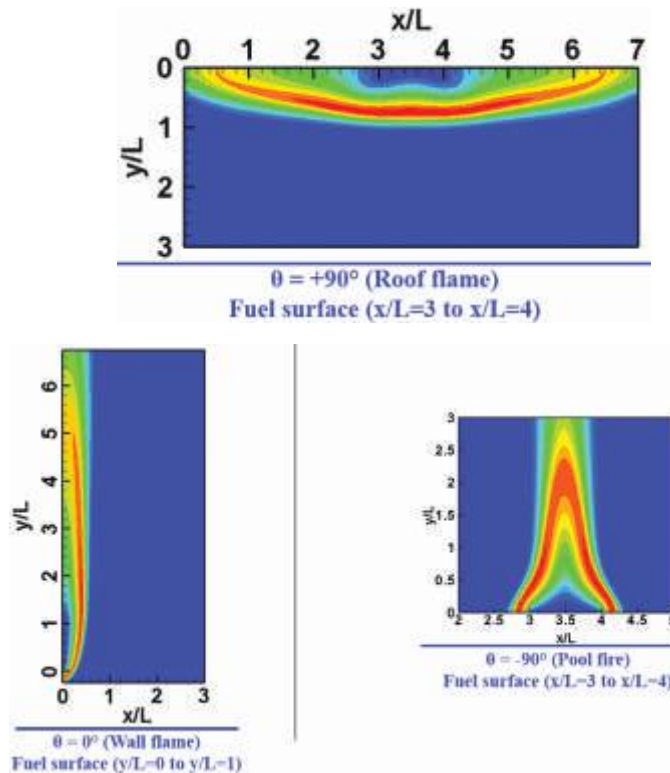 x/L
0 1 2 3 4 5 6 7
0
1
2
3
y/L
θ = +90° (Roof flame)
Fuel surface (x/L=3 to x/L=4)
6
5
4
3
2
1
0
y/L
0 1 2 3
x/L
θ = 0° (Wall flame)
Fuel surface (y/L=0 to y/L=1)
3
2.5
2
1.5
1
0.5
0
y/L
2 2.5 3 3.5 4 4.5
x/L
θ = -90° (Pool fire)
Fuel surface (x/L=3 to x/L=4)